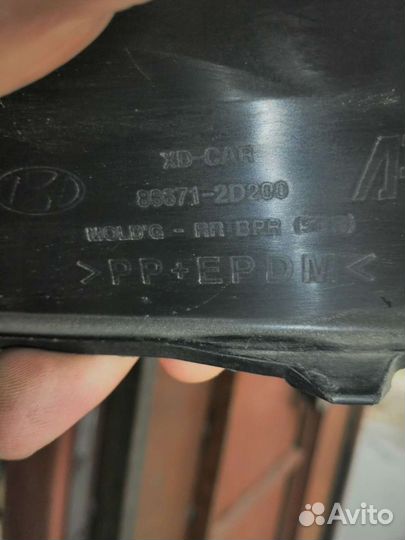 XD-CAR
86671-2D200
MOLD'G - RR BPR
>PP+EPDM<
Avito